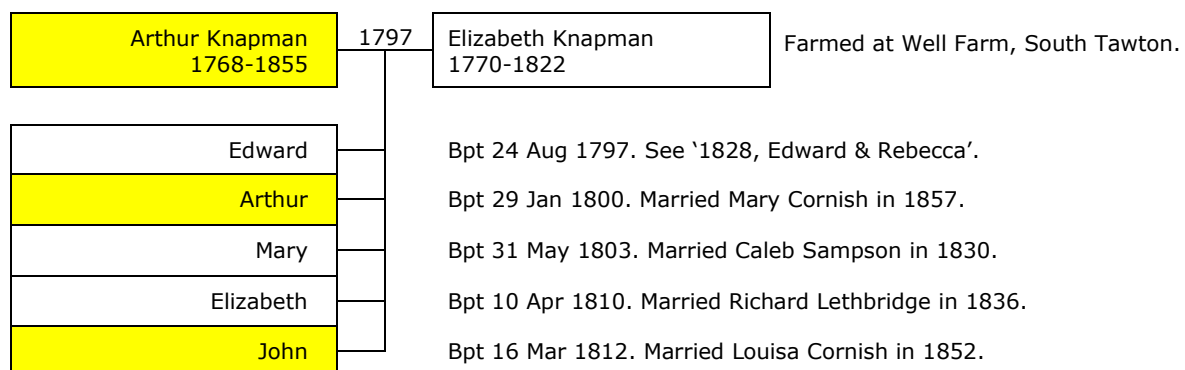 Arthur Knapman
1768-1855
1797
Elizabeth Knapman
1770-1822
Farmed at Well Farm, South Tawton.
Edward
Bpt 24 Aug 1797. See ‘1828, Edward & Rebecca’.
Arthur
Bpt 29 Jan 1800. Married Mary Cornish in 1857.
Mary
Bpt 31 May 1803. Married Caleb Sampson in 1830.
Elizabeth
Bpt 10 Apr 1810. Married Richard Lethbridge in 1836.
John
Bpt 16 Mar 1812. Married Louisa Cornish in 1852.